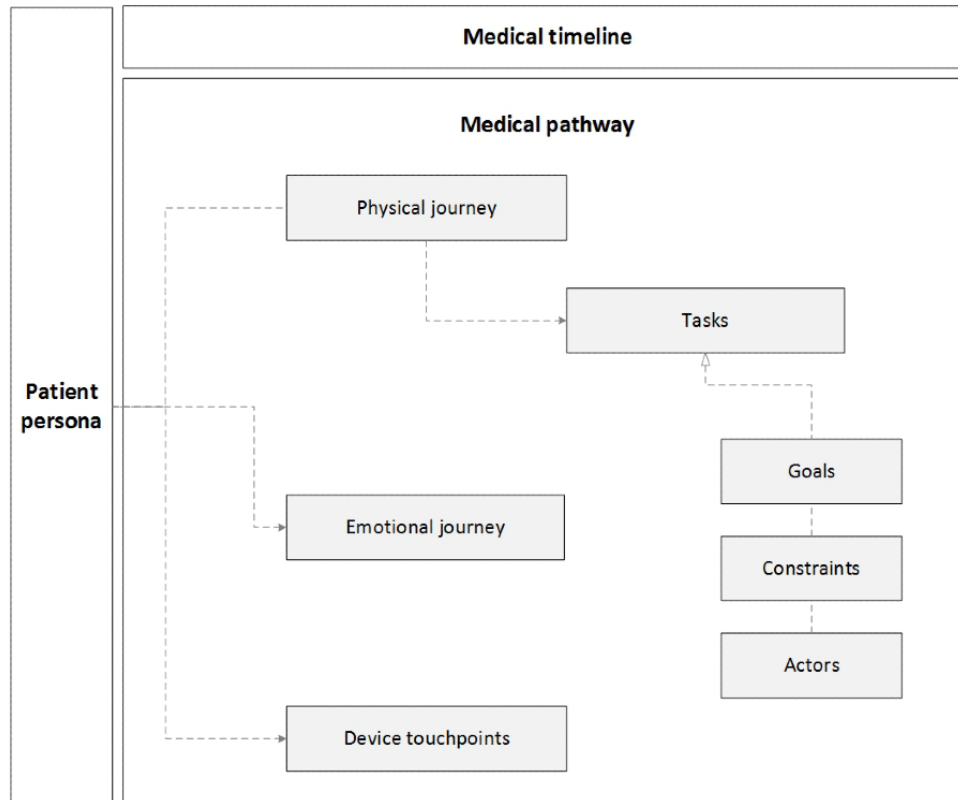 Medical timeline
Medical pathway
Physical journey
Tasks
Patient
persona
Goals
Emotional journey
Constraints
Actors
Device touchpoints